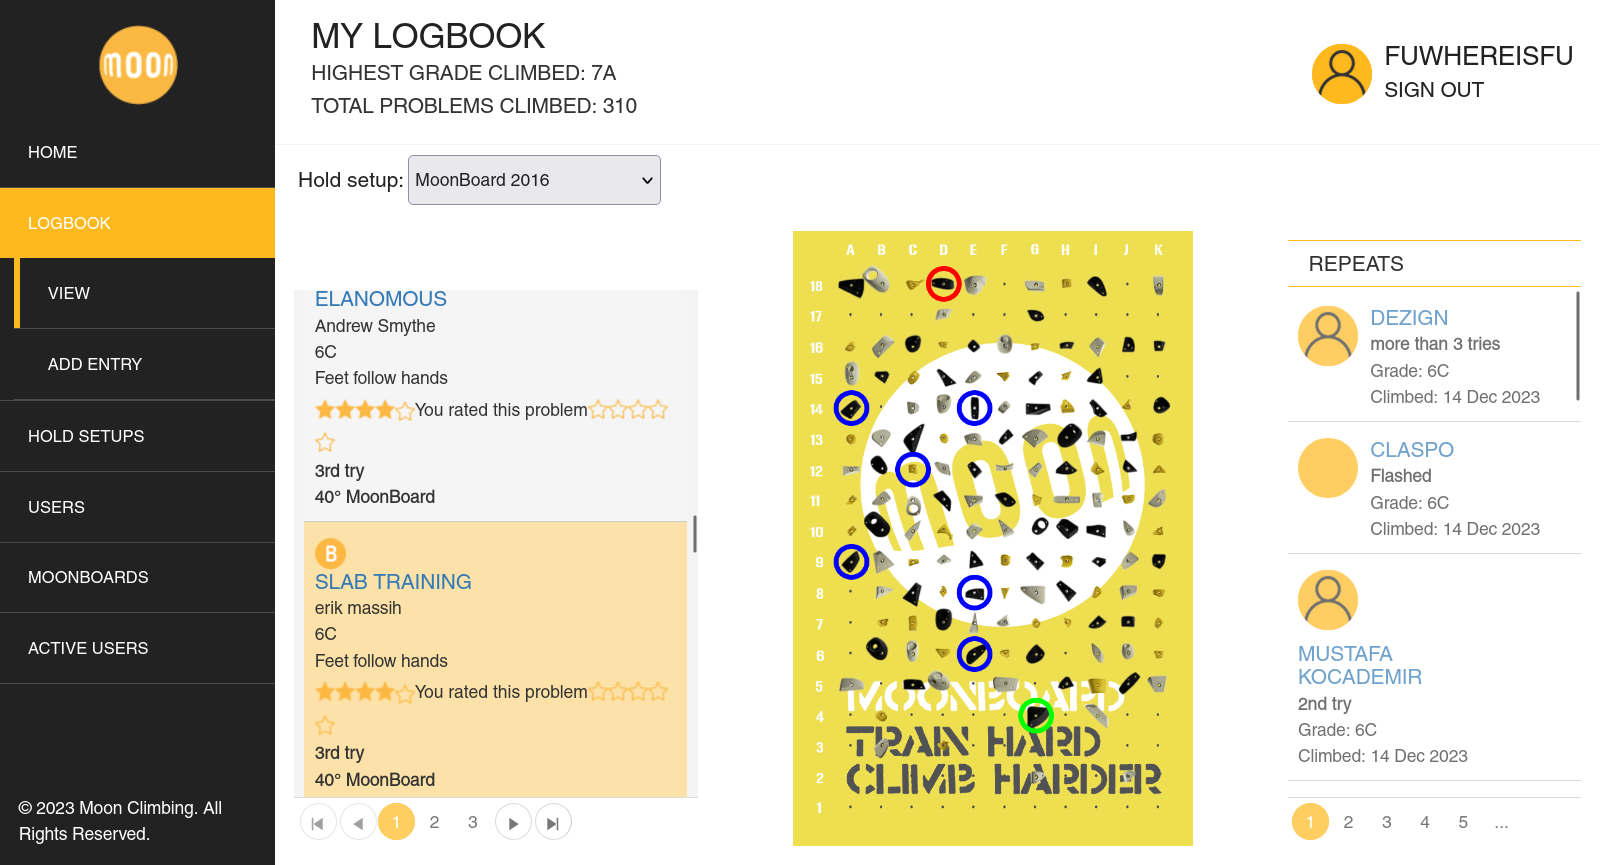 moon
HOME
LOGBOOK
VIEW
ADD ENTRY
HOLD SETUPS
USERS
MOONBOARDS
ACTIVE USERS
© 2023 Moon Climbing. All
Rights Reserved.
MY LOGBOOK
HIGHEST GRADE CLIMBED: 7A
TOTAL PROBLEMS CLIMBED: 310
FUWHEREISFU
SIGN OUT
Hold setup: MoonBoard 2016
ELANOMOUS
Andrew Smythe
6C
Feet follow hands
You rated this problem
3rd try
40° MoonBoard
B
SLAB TRAINING
erik massih
6C
Feet follow hands
You rated this problem
3rd try
40° MoonBoard
1 2 3
A B C D E F G H I J K
18
17
16
15
14
13
12
11
10
9
8
7
6
5
4
3
2
1
MOON
MOONBOARD
TRAIN HARD
CLIMB HARDER
REPEATS
DEZIGN
more than 3 tries
Grade: 6C
Climbed: 14 Dec 2023
CLASPO
Flashed
Grade: 6C
Climbed: 14 Dec 2023
MUSTAFA
KOCADEMIR
2nd try
Grade: 6C
Climbed: 14 Dec 2023
1 2 3 4 5 ...